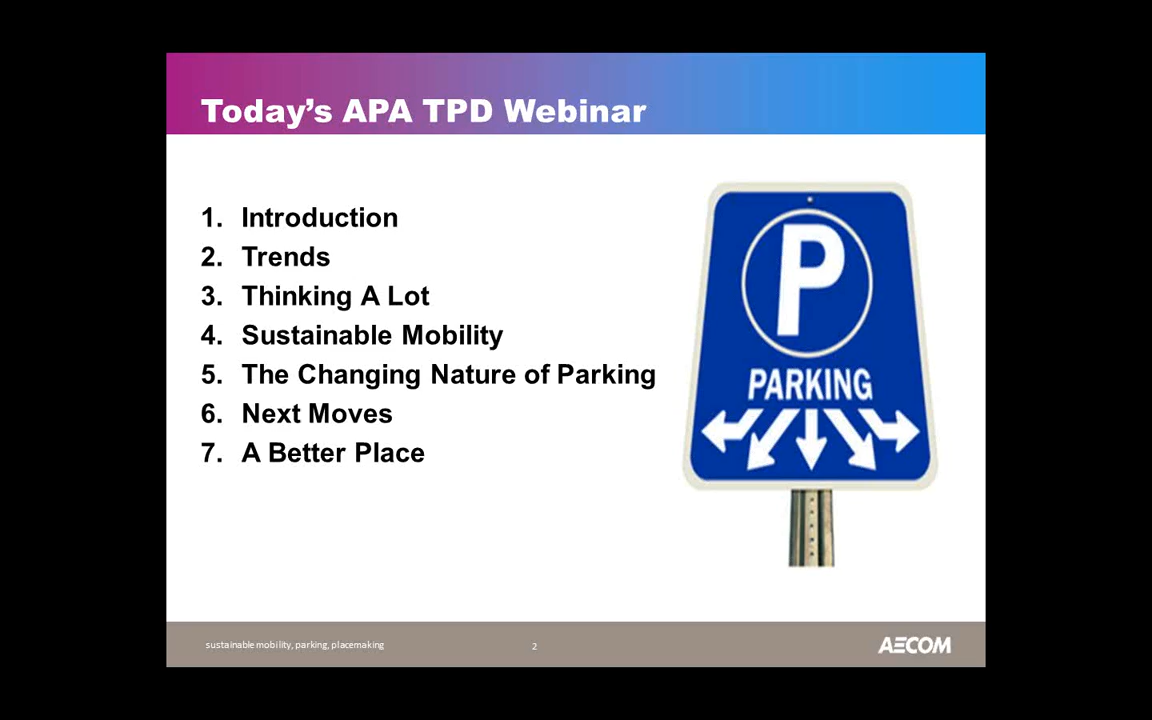 Today's APA TPD Webinar
1. Introduction
2. Trends
3. Thinking A Lot
4. Sustainable Mobility
5. The Changing Nature of Parking
6. Next Moves
7. A Better Place
P
PARKING
sustainable mobility, parking, placemaking
2
AECOM